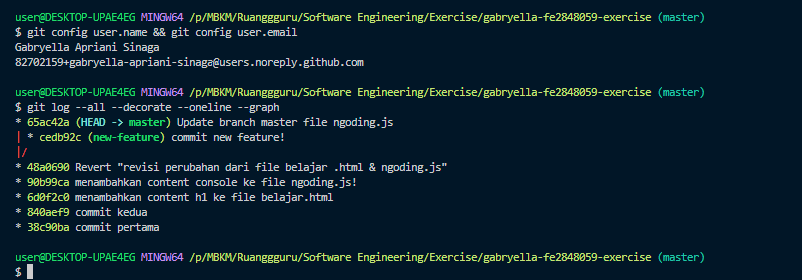 user@DESKTOP-UPAE4EG MINGW64 /p/MBKM/Ruanggguru/Software Engineering/Exercise/gabryella-fe2848059-exercise (master)
$ git config user.name && git config user.email
Gabryella Apriani Sinaga
82702159+gabryella-apriani-sinaga@users.noreply.github.com
user@DESKTOP-UPAE4EG MINGW64 /p/MBKM/Ruanggguru/Software Engineering/Exercise/gabryella-fe2848059-exercise (master)
$ git log --all --decorate --oneline --graph
* 65ac42a (HEAD -> master) Update branch master file ngoding.js
| * cedb92c (new-feature) commit new feature!
|/
* 48a0690 Revert "revisi perubahan dari file belajar .html & ngoding.js"
* 90b99ca menambahkan content console ke file ngoding.js!
* 6d0f2c0 menambahkan content h1 ke file belajar.html
* 840aef9 commit kedua
* 38c90ba commit pertama
user@DESKTOP-UPAE4EG MINGW64 /p/MBKM/Ruanggguru/Software Engineering/Exercise/gabryella-fe2848059-exercise (master)
$